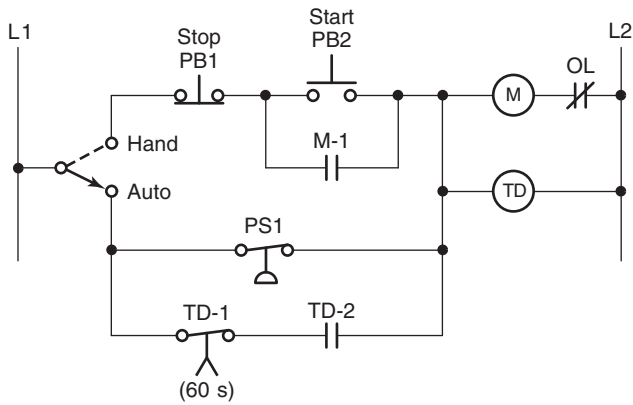 L1
L2
Stop
PB1
Start
PB2
OL
M
M-1
Hand
Auto
TD
PS1
TD-1
TD-2
(60 s)